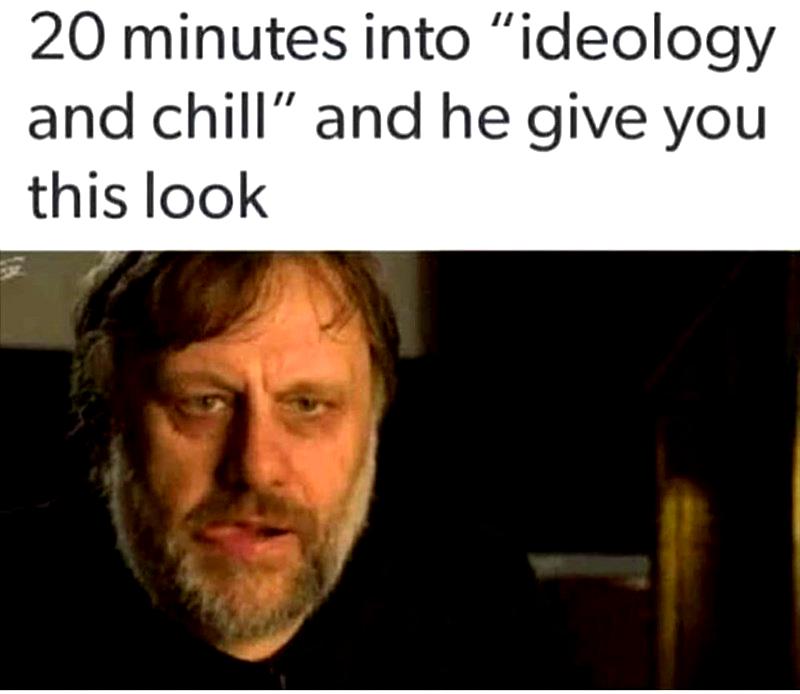 20 minutes into “ideology
and chill” and he give you
this look